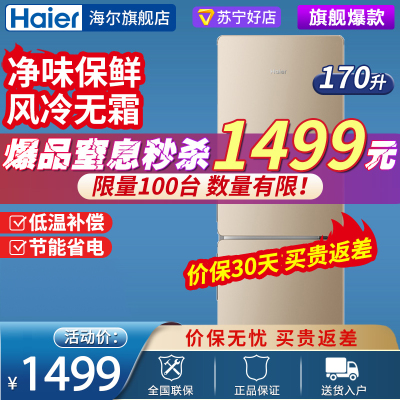 Haier 海尔旗舰店 苏宁好店 旗舰爆款
净味保鲜
风冷无霜
Haier
170升
爆品窒息秒杀1499元
限量100台 数量有限!
低温补偿
节能省电
价保30天 买贵返差
活动价:
¥1499
价保无忧 买贵返差
全国联保 正品保证 送货入户